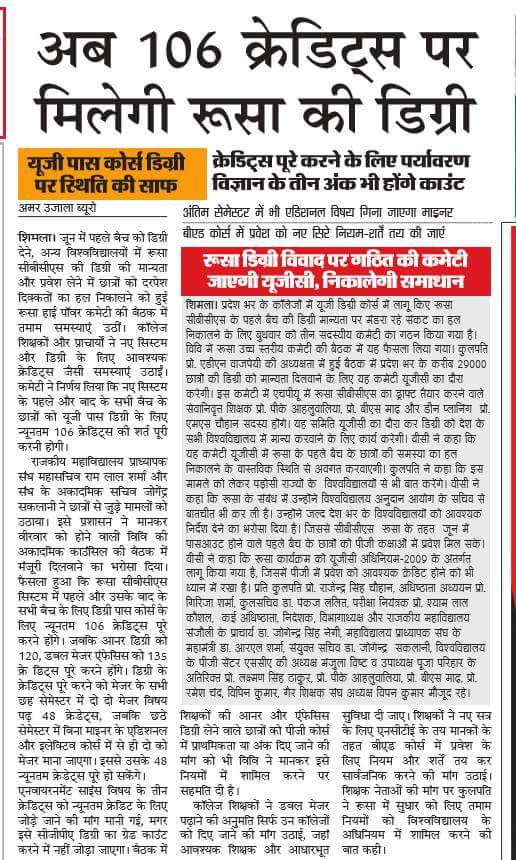 अब 106 क्रेडिट्स पर
मिलेगी रूसा की डिग्री
यूजी पास कोर्स डिग्री
पर स्थिति की साफ
क्रेडिट्स पूरे करने के लिए पर्यावरण
विज्ञान के तीन अंक भी होंगे काउंट
अमर उजाला ब्यूरो
अंतिम सेमेस्टर में भी एडिशनल विषय गिना जाएगा माइनर
बीएड कोर्स में प्रवेश को नए सिरे नियम-शर्तें तय की जाएं
शिमला। जून में पहले बैच को डिग्री
देने, अन्य विश्वविद्यालयों में रूसा
सीबीसीएस की डिग्री की मान्यता
और प्रवेश लेने में छात्रों को दरपेश
दिक्कतों का हल निकालने को हुई
रूसा हाई पॉवर कमेटी की बैठक में
तमाम समस्याएं उठीं। कॉलेज
शिक्षकों और प्राचार्यों ने नए सिस्टम
और डिग्री के लिए आवश्यक
क्रेडिट्स जैसी समस्याएं उठाईं।
कमेटी ने निर्णय लिया कि नए सिस्टम
के पहले और बाद के सभी बैच के
छात्रों को यूजी पास डिग्री के लिए
न्यूनतम 106 क्रेडिट्स की शर्त पूरी
करनी होगी।
राजकीय महाविद्यालय प्राध्यापक
संघ महासचिव राम लाल शर्मा और
संघ के अकादमिक सचिव जोगेंद्र
सकलानी ने छात्रों से जुड़े मामलों को
उठाया। इसे प्रशासन ने मानकर
वीरवार को होने वाली विवि की
अकादमिक काउंसिल की बैठक में
मंजूरी दिलवाने का भरोसा दिया।
फैसला हुआ कि रूसा सीबीसीएस
सिस्टम में पहले और उसके बाद के
सभी बैच के लिए डिग्री पास कोर्स के
लिए न्यूनतम 106 क्रेडिट्स पूरे
करने होंगे। जबकि आनर डिग्री को
120, डबल मेजर ऍफिसस को 135
क्रे डिट्स पूरे करने होंगे। डिग्री के
क्रेडिट्स पूरे करने को मेजर के सभी
छह सेमेस्टर में दो दो मेजर विषय
पढ़ 48 क्रेडेट्स, जबकि छठे
सेमेस्टर में बिना माइनर के एडिशनल
और इलेक्टिव कोर्स में से ही दो को
मेजर माना जाएगा। इससे उसके 48
न्यूनतम क्रेडेट्स पूरे हो सकेंगे।
एनवायरनमेंट साइंस विषय के तीन
क्रेडिट्स को न्यूनतम क्रेडिट के लिए
जोड़े जाने की मांग मानी गई, मगर
इसे सीजीपीए डिग्री का ग्रेड काउंट
करने में नहीं जोड़ा जाएगा। बैठक में
रूसा डिग्री विवाद पर गठित की कमेटी
जाएगी यूजीसी, निकालेगी समाधान
शिमला। प्रदेश भर के कॉलेजों में यूजी डिग्री कोर्स में लागू किए रूसा
सीबीसीएस के पहले बैच की डिग्री मान्यता पर मंडरा रहे संकट का हल
निकालने के लिए बुधवार को तीन सदस्यीय कमेटी का गठन किया गया है।
विवि में रूसा उच्च स्तरीय कमेटी की बैठक में यह फैसला लिया गया। कुलपति
प्रो. एडीएन वाजपेयी की अध्यक्षता में हुई बैठक में प्रदेश भर के करीब 29000
छात्रों की डिग्री को मान्यता दिलवाने के लिए यह कमेटी यूजीसी का दौरा
करेगी। इस कमेटी में एचपीयू में रूसा सीबीसीएस का ड्राफ्ट तैयार करने वाले
सेवानिवृत्त शिक्षक प्रो. पीके आहलुवालिया, प्रो. बीएस माढ़ और डीन प्लानिंग प्रो.
एमएस चौहान सदस्य होंगे। यह समिति यूजीसी का दौरा कर डिग्री को देश के
सभी विश्वविद्यालय में मान्य करवाने के लिए कार्य करेगी। वीसी ने कहा कि
यह कमेटी यूजीसी में रूसा के पहले बैच के छात्रों की समस्या का हल
निकालने के वास्तविक स्थिति से अवगत करवाएगी। कुलपति ने कहा कि इस
मामले को लेकर पड़ोसी राज्यों के विश्वविद्यालयों से भी बात करेंगे। वीसी ने
कहा कि रूसा के संबंध में उन्होंने विश्वविद्यालय अनुदान आयोग के सचिव से
बातचीत भी कर ली है। उन्होंने जल्द देश भर के विश्वविद्यालयों को आवश्यक
निर्देश देने का भरोसा दिया है। जिससे सीबीसीएस रूसा के तहत जून में
पासआउट होने वाले पहले बैच के छात्रों को पीजी कक्षाओं में प्रवेश मिल सके।
वीसी ने कहा कि रूसा कार्यक्रम को यूजीसी अधिनियम-2009 के अंतर्गत
लागू किया गया है, जिसमें पीजी में प्रवेश को आवश्यक क्रेडिट होने को भी
ध्यान में रखा है। प्रति कुलपति प्रो. राजेन्द्र सिंह चौहान, अधिष्ठाता अध्ययन प्रो.
गिरिजा शर्मा, कुलसचिव डा. पंकज ललित, परीक्षा नियंत्रक प्रो. श्याम लाल
कौशल, कई अधिष्ठाता, निदेशक, विभागाध्यक्ष और राजकीय महाविद्यालय
संजौली के प्राचार्य डा. जोगेन्द्र सिंह नेगी, महाविद्यालय प्राध्यापक संघ के
महामंत्री डा. आरएल शर्मा, संयुक्त सचिव डा. जोगेन्द्र सकलानी, विश्वविद्यालय
के पीजी सेंटर एससीए की अध्यक्ष मंजुला विष्ट व उपाध्यक्ष पूजा परिहार के
अतिरिक्त प्रो. लक्ष्मण सिंह ठाकुर, प्रो. पीके आहलुवालिया, प्रो. बीएस माढ़, प्रो.
रमेश चंद, विपिन कुमार, गैर शिक्षक संघ अध्यक्ष विपन कुमार मौजूद रहे।
शिक्षकों की आनर और ऍफेसिस
डिग्री लेने वाले छात्रों को पीजी कोर्स
में प्राथमिकता या अंक दिए जाने की
मांग को भी विवि ने मानकर इसे
नियमों में शामिल करने पर
सहमति दी है।
कॉलेज शिक्षकों ने डबल मेजर
पढ़ाने की अनुमति सिर्फ उन कॉलेजों
को दिए जाने की मांग उठाई, जहां
आवश्यक शिक्षक और आधारभूत
सुविधा दी जाए। शिक्षकों ने नए सत्र
के लिए एनसीटीई के तय मानकों के
तहत बीएड कोर्स में प्रवेश के
लिए नियम और शर्तें तय कर
सार्वजनिक करने की मांग उठाई।
शिक्षक नेताओं की मांग पर कुलपति
ने रूसा में सुधार को लिए तमाम
नियमों को विश्वविद्यालय के
अधिनियम में शामिल करने की
बात कही।